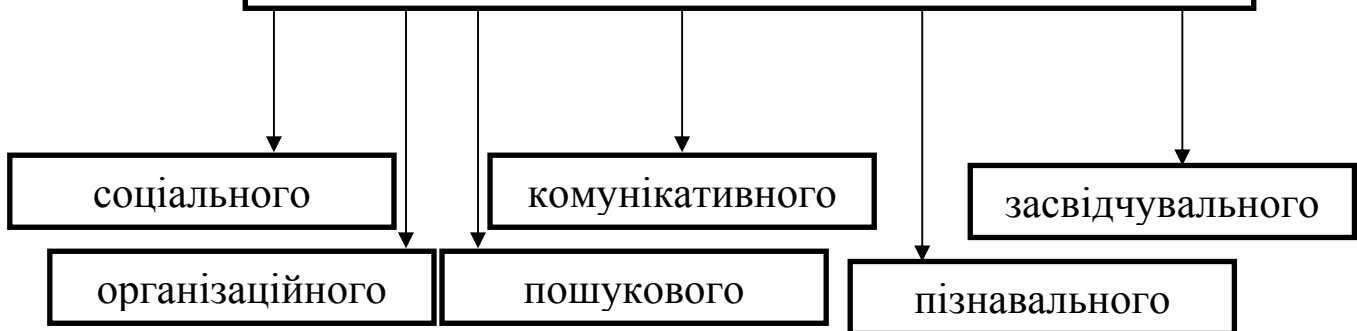 соціального
комунікативного
засвідчувального
організаційного
пошукового
пізнавального